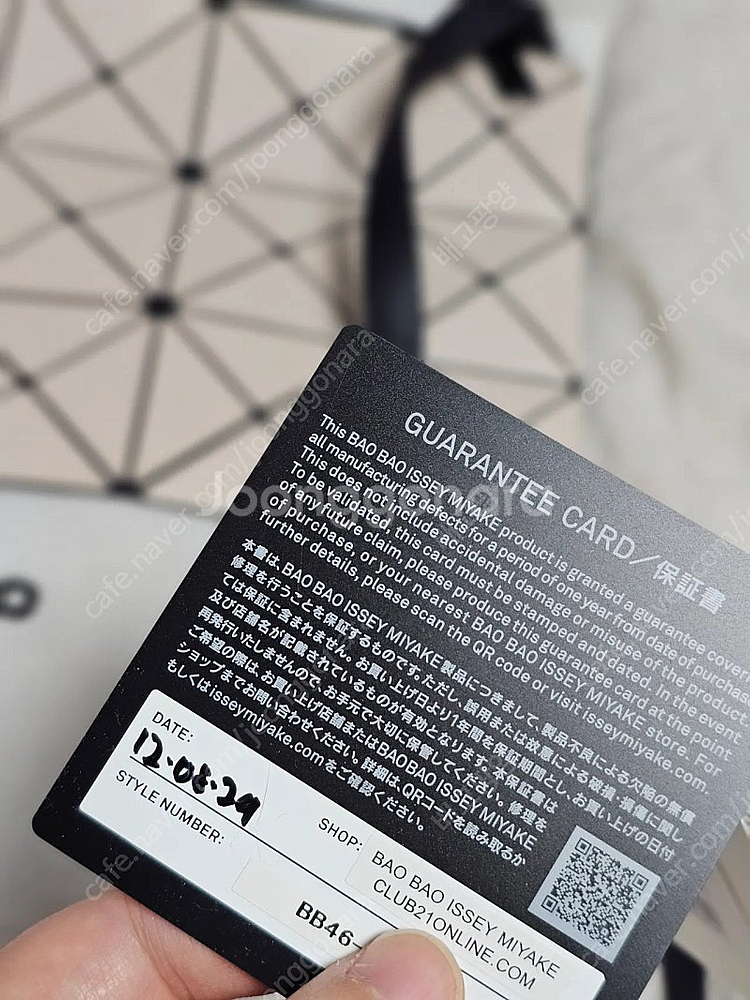 GUARANTEE CARD／保証書
This BAO BAO ISSEY MIYAKE product is granted a guarantee cover
all manufacturing defects for a period of one year from date of purchase
This does not include accidental damage or misuse of the product
To be validated, this card must be stamped and dated. In the event
of any future claim, please produce this guarantee card at the point
of purchase, or your nearest BAO BAO ISSEY MIYAKE store. For
further details, please scan the QR code or visit isseymiyake.com.
本書は、BAO BAO ISSEY MIYAKE 製品につきまして、製品不良による欠陥の無償
修理を行うことを保証するものです。ただし、誤用または故意による破損・損傷に関し
ては保証に含まれません。お買い上げ日より1年間を保証期間とし、お買い上げの日付
及び店舗名が記載されているものが有効となります。本保証書は
再発行いたしませんので、お手元で大切に保管してください。修理を
ご希望の際は、お買い上げ店舗またはBAO BAO ISSEY MIYAKE
ショップまでお問い合わせください。詳細は、QRコードを読み取るか
もしくはisseymiyake.comをご確認ください。
DATE:
12-08-29
STYLE NUMBER:
BB46-
SHOP:
BAO BAO ISSEY MIYAKE
CLUB21ONLINE.COM
Joonggonara
cafe.naver.com/joonggonara